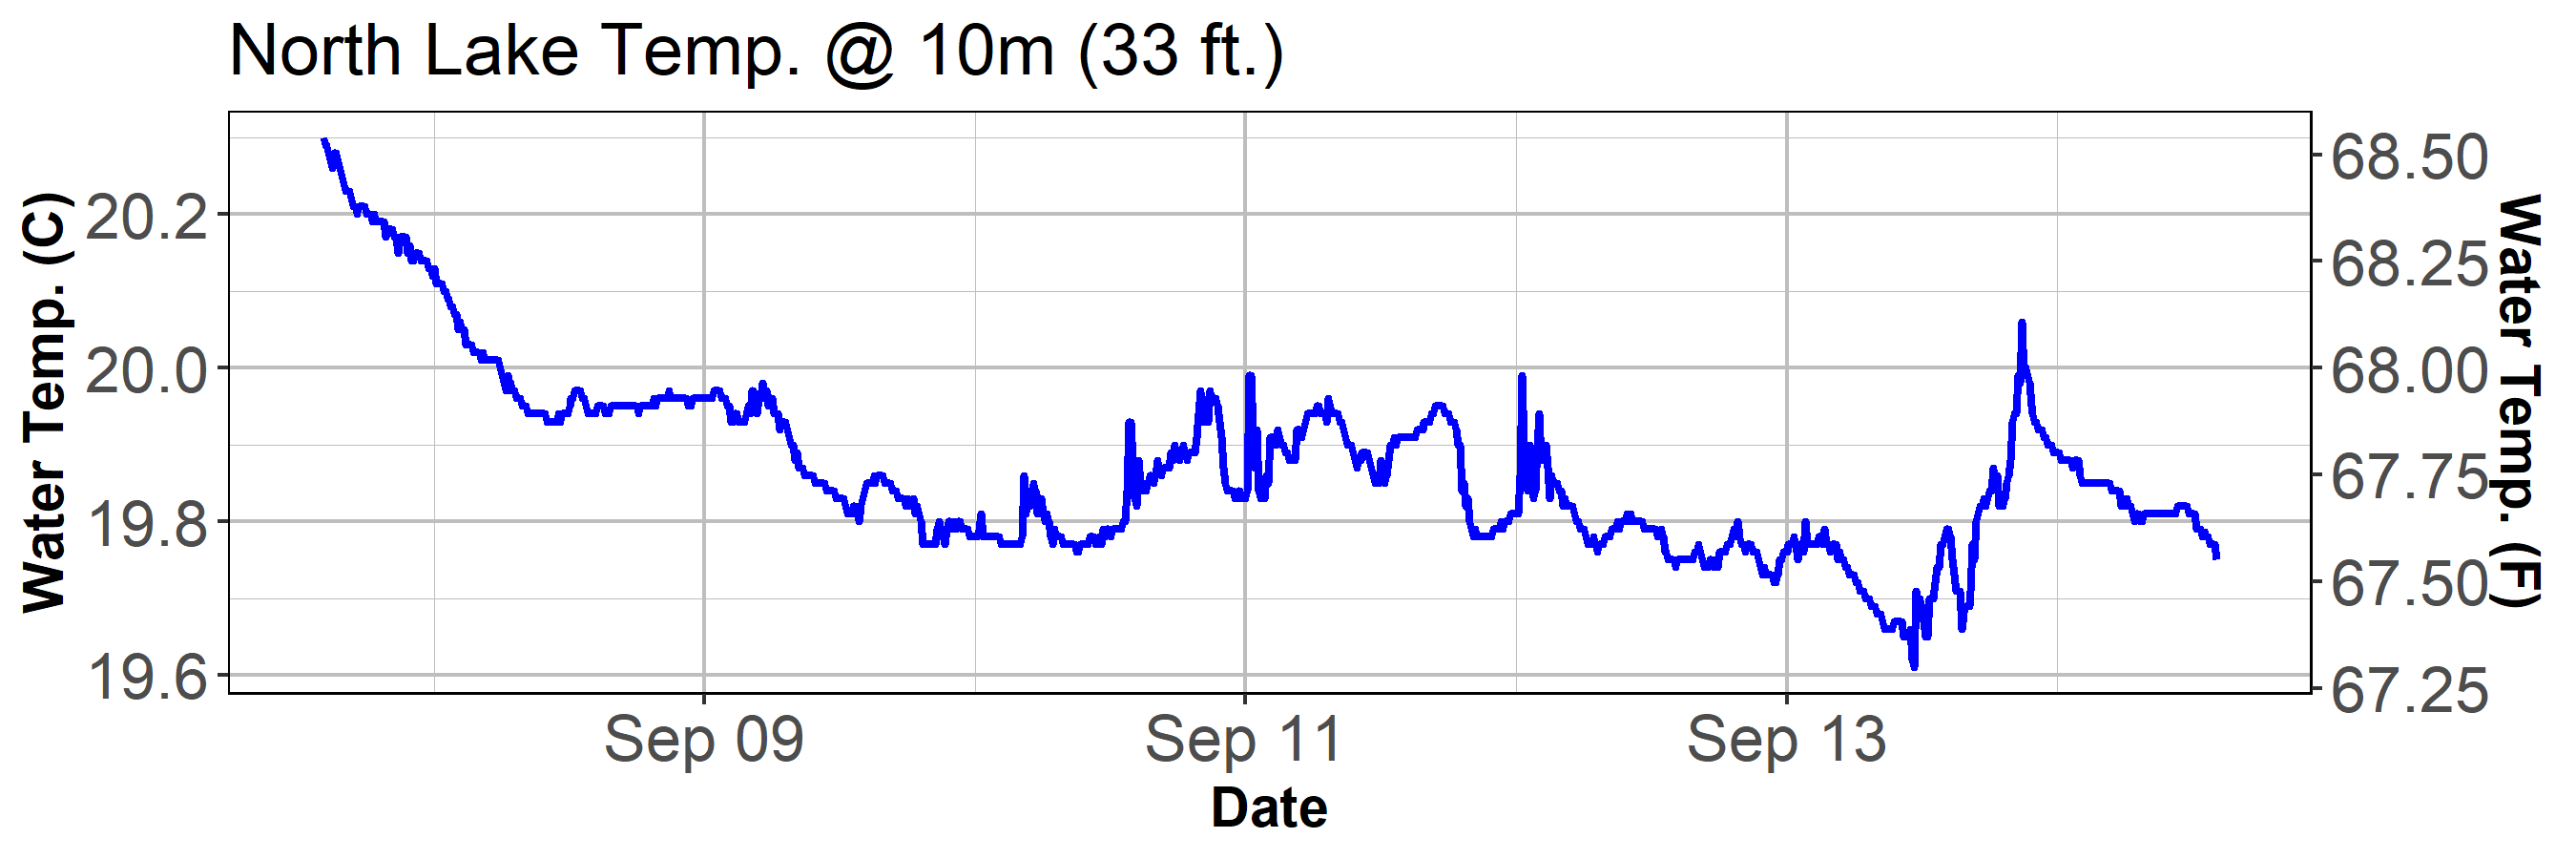 North Lake Temp. @ 10m (33 ft.)
Water Temp. (C)
20.2
20.0
19.8
19.6
68.50
68.25
68.00
67.75
67.50
67.25
Water Temp. (F)
Sep 09
Sep 11
Sep 13
Date